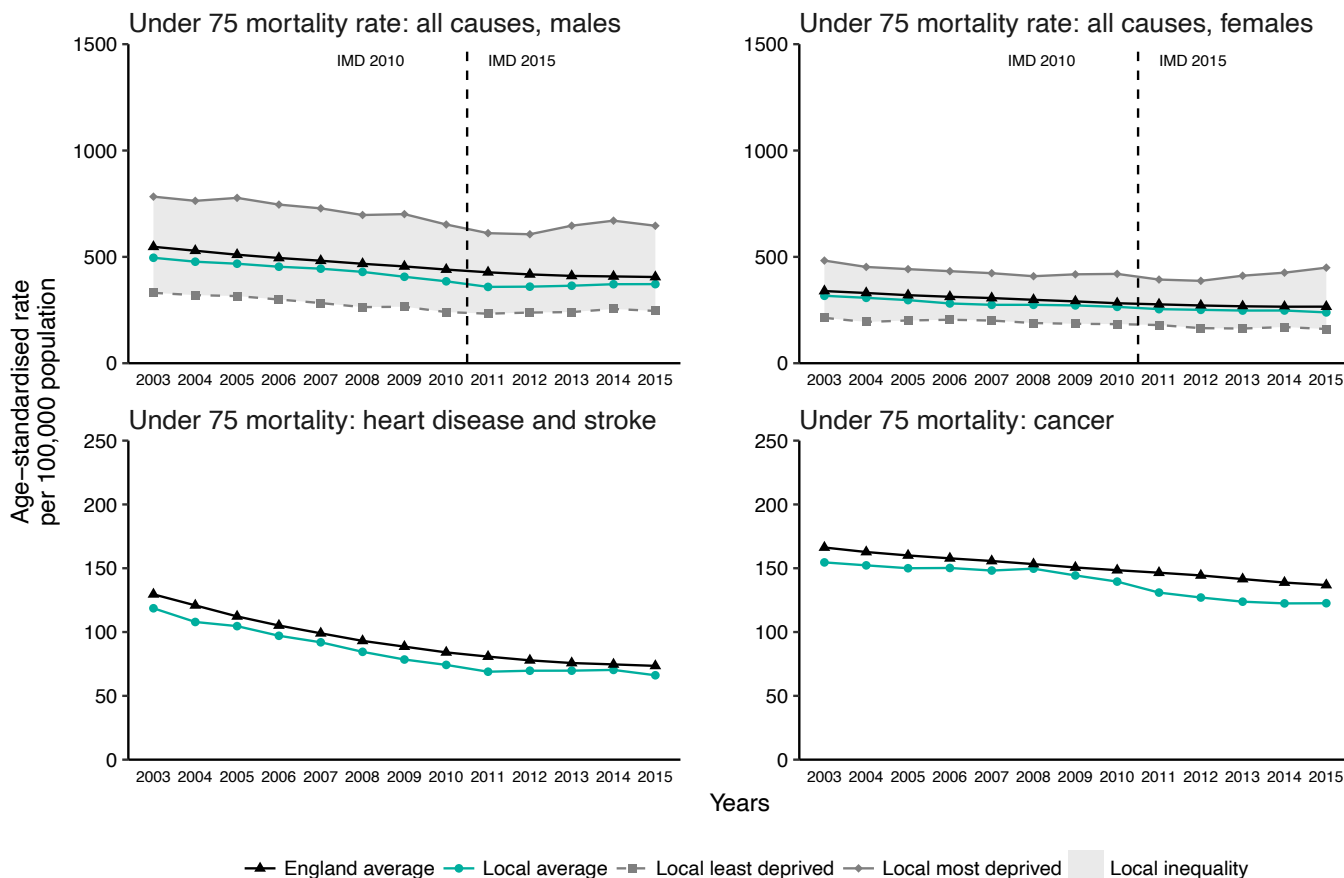 Under 75 mortality rate: all causes, males
IMD 2010
IMD 2015
1500
1000
500
0
2003 2004 2005 2006 2007 2008 2009 2010 2011 2012 2013 2014 2015
Under 75 mortality rate: all causes, females
IMD 2010
IMD 2015
1500
1000
500
0
2003 2004 2005 2006 2007 2008 2009 2010 2011 2012 2013 2014 2015
Age−standardised rate
per 100,000 population
Under 75 mortality: heart disease and stroke
250
200
150
100
50
0
2003 2004 2005 2006 2007 2008 2009 2010 2011 2012 2013 2014 2015
Under 75 mortality: cancer
250
200
150
100
50
0
2003 2004 2005 2006 2007 2008 2009 2010 2011 2012 2013 2014 2015
Years
England average Local average Local least deprived Local most deprived Local inequality